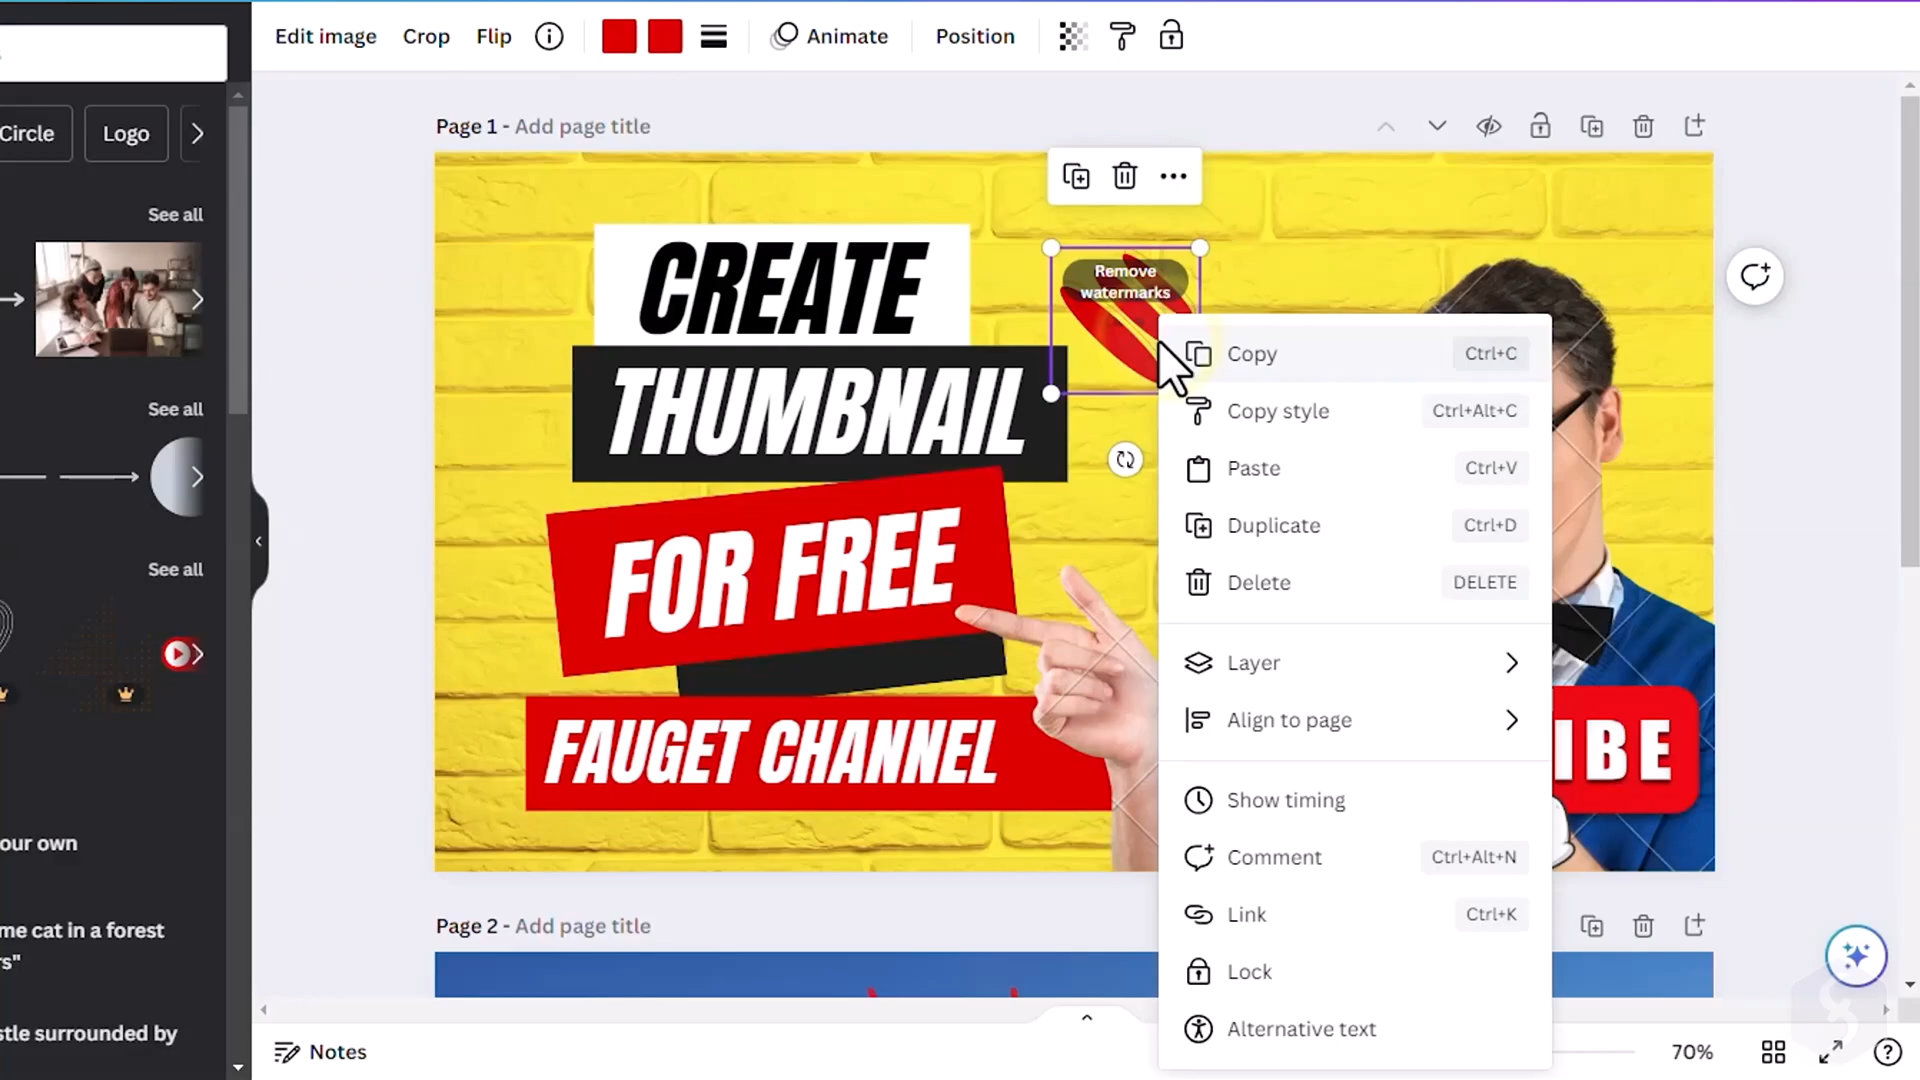 Edit image
Crop
Flip
Animate
Position
Circle
Logo
See all
See all
See all
our own
me cat in a forest
rs"
stle surrounded by
Page 1 - Add page title
Remove
watermarks
CREATE
THUMBNAIL
FOR FREE
FAUGET CHANNEL
IBE
Copy Ctrl+C
Copy style Ctrl+Alt+C
Paste Ctrl+V
Duplicate Ctrl+D
Delete DELETE
Layer
Align to page
Show timing
Comment Ctrl+Alt+N
Link Ctrl+K
Lock
Alternative text
Page 2 - Add page title
Notes
70%